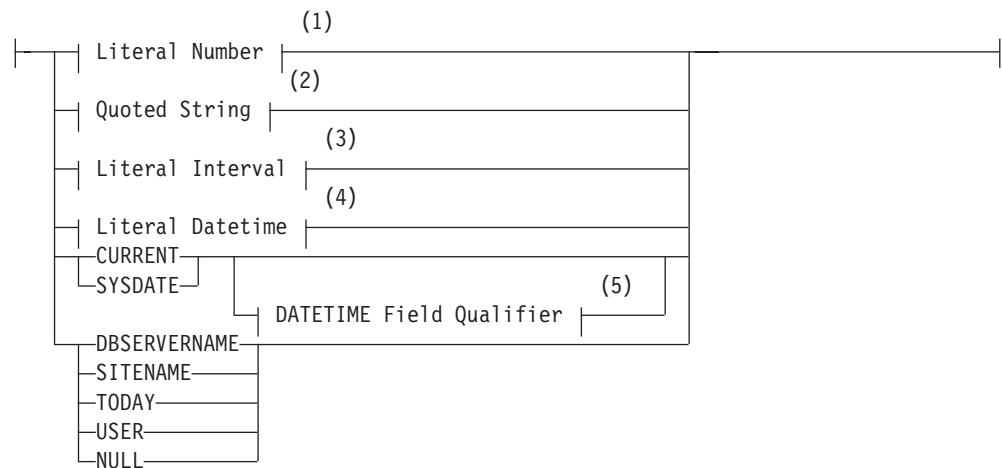 (1)
Literal Number
(2)
Quoted String
(3)
Literal Interval
(4)
Literal Datetime
CURRENT
SYSDATE
(5)
DATETIME Field Qualifier
DBSERVERNAME
SITENAME
TODAY
USER
NULL